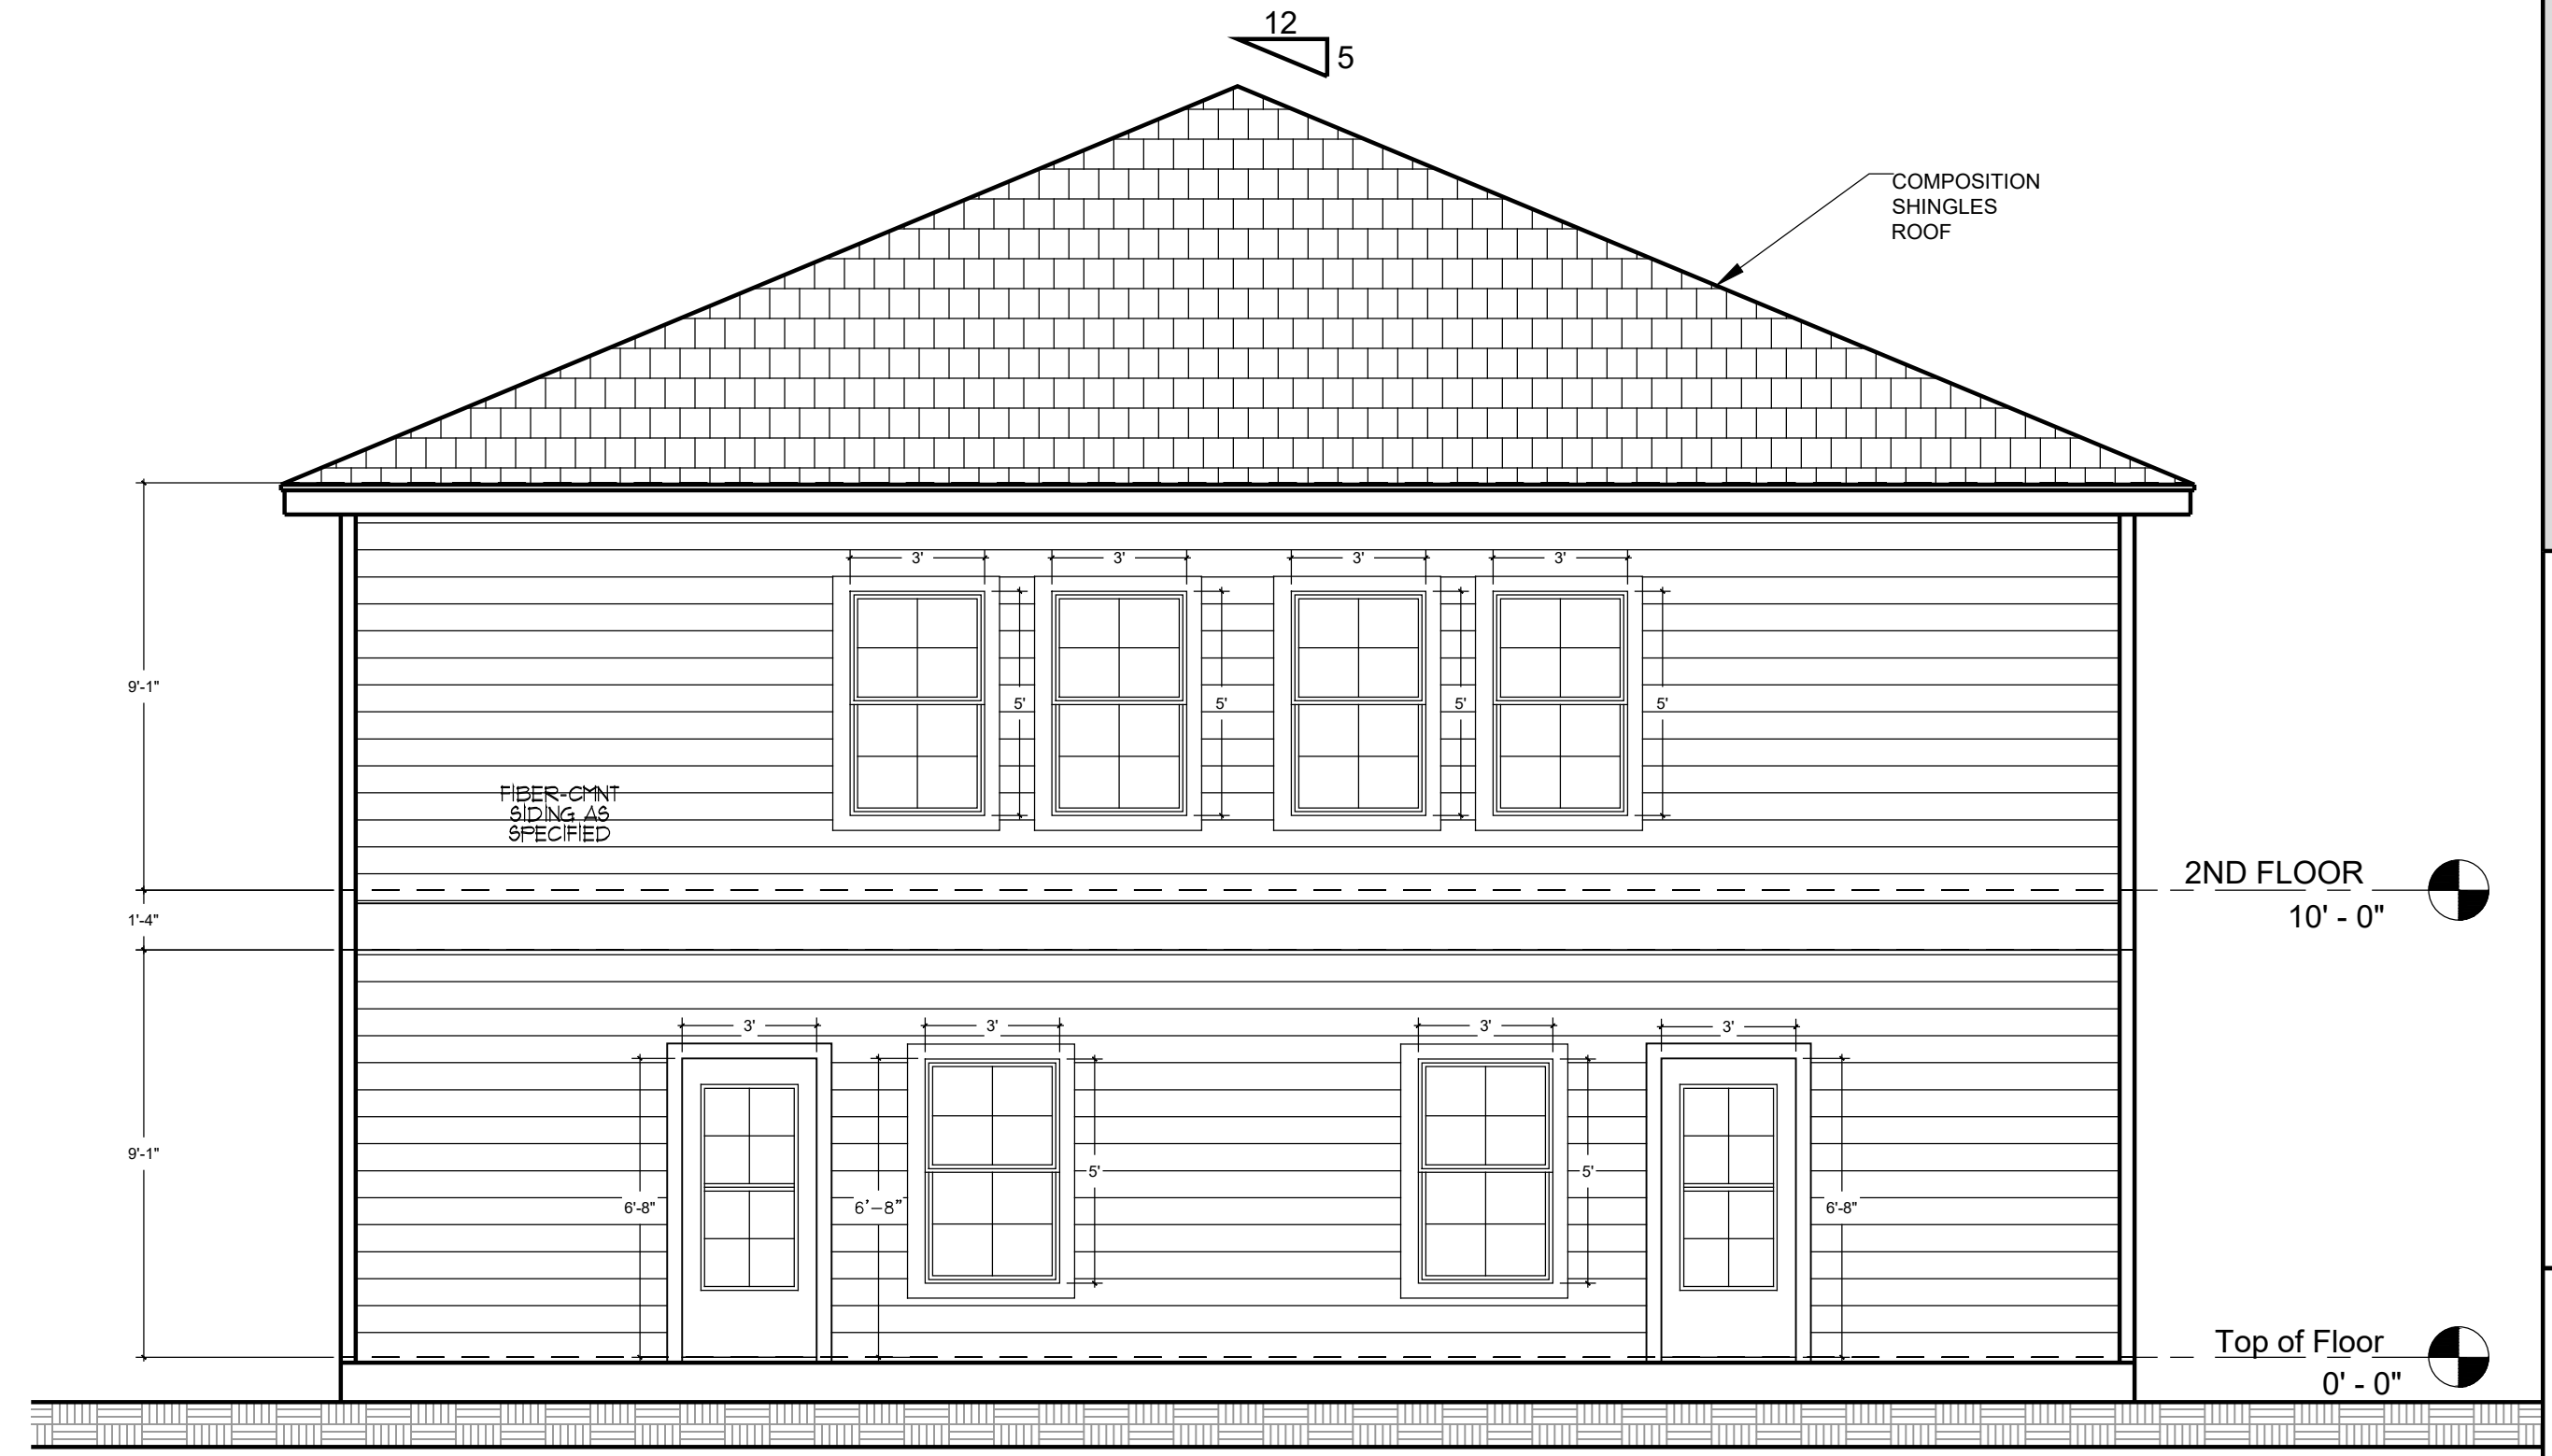 12
5
COMPOSITION
SHINGLES
ROOF
3' 3' 3' 3'
9'-1"
5' 5' 5' 5'
FIBER-CMNT
SIDING AS
SPECIFIED
2ND FLOOR
10' - 0"
1'-4"
3' 3' 3' 3'
9'-1"
5' 5'
6'-8" 6'-8" 6'-8"
Top of Floor
0' - 0"